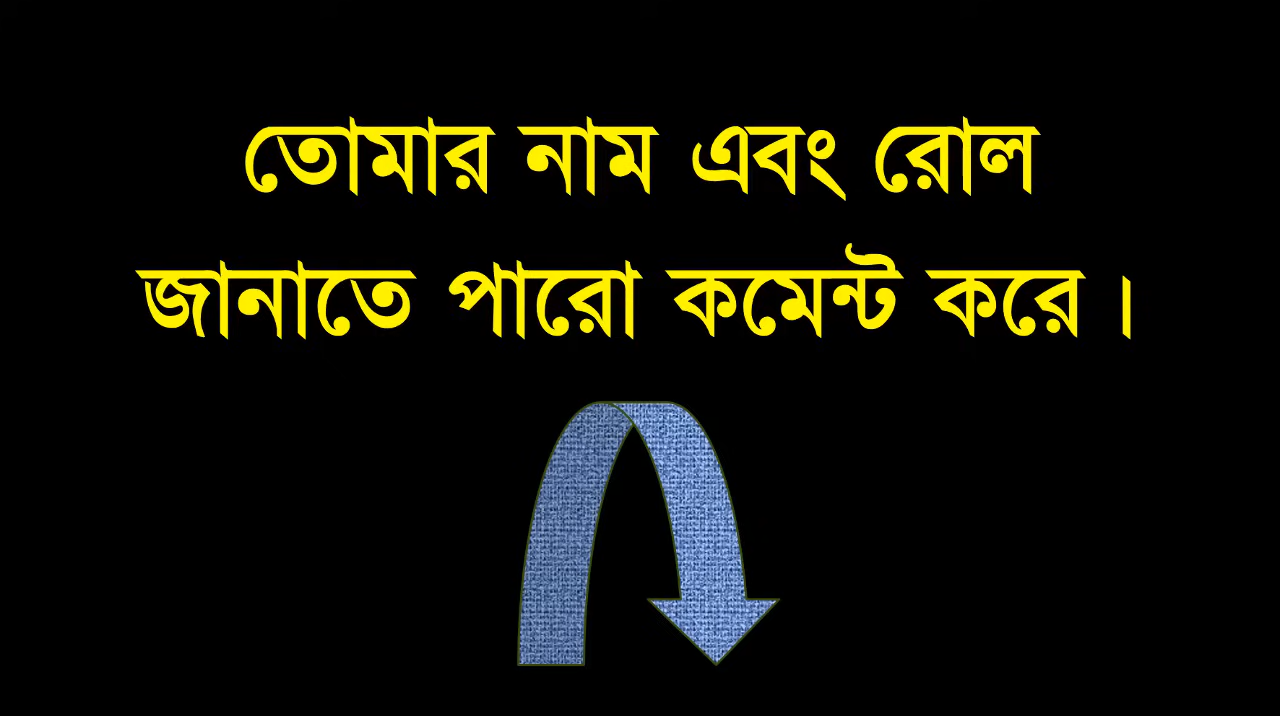 তোমার নাম এবং রোল
জানাতে পারো কমেন্ট করে ।